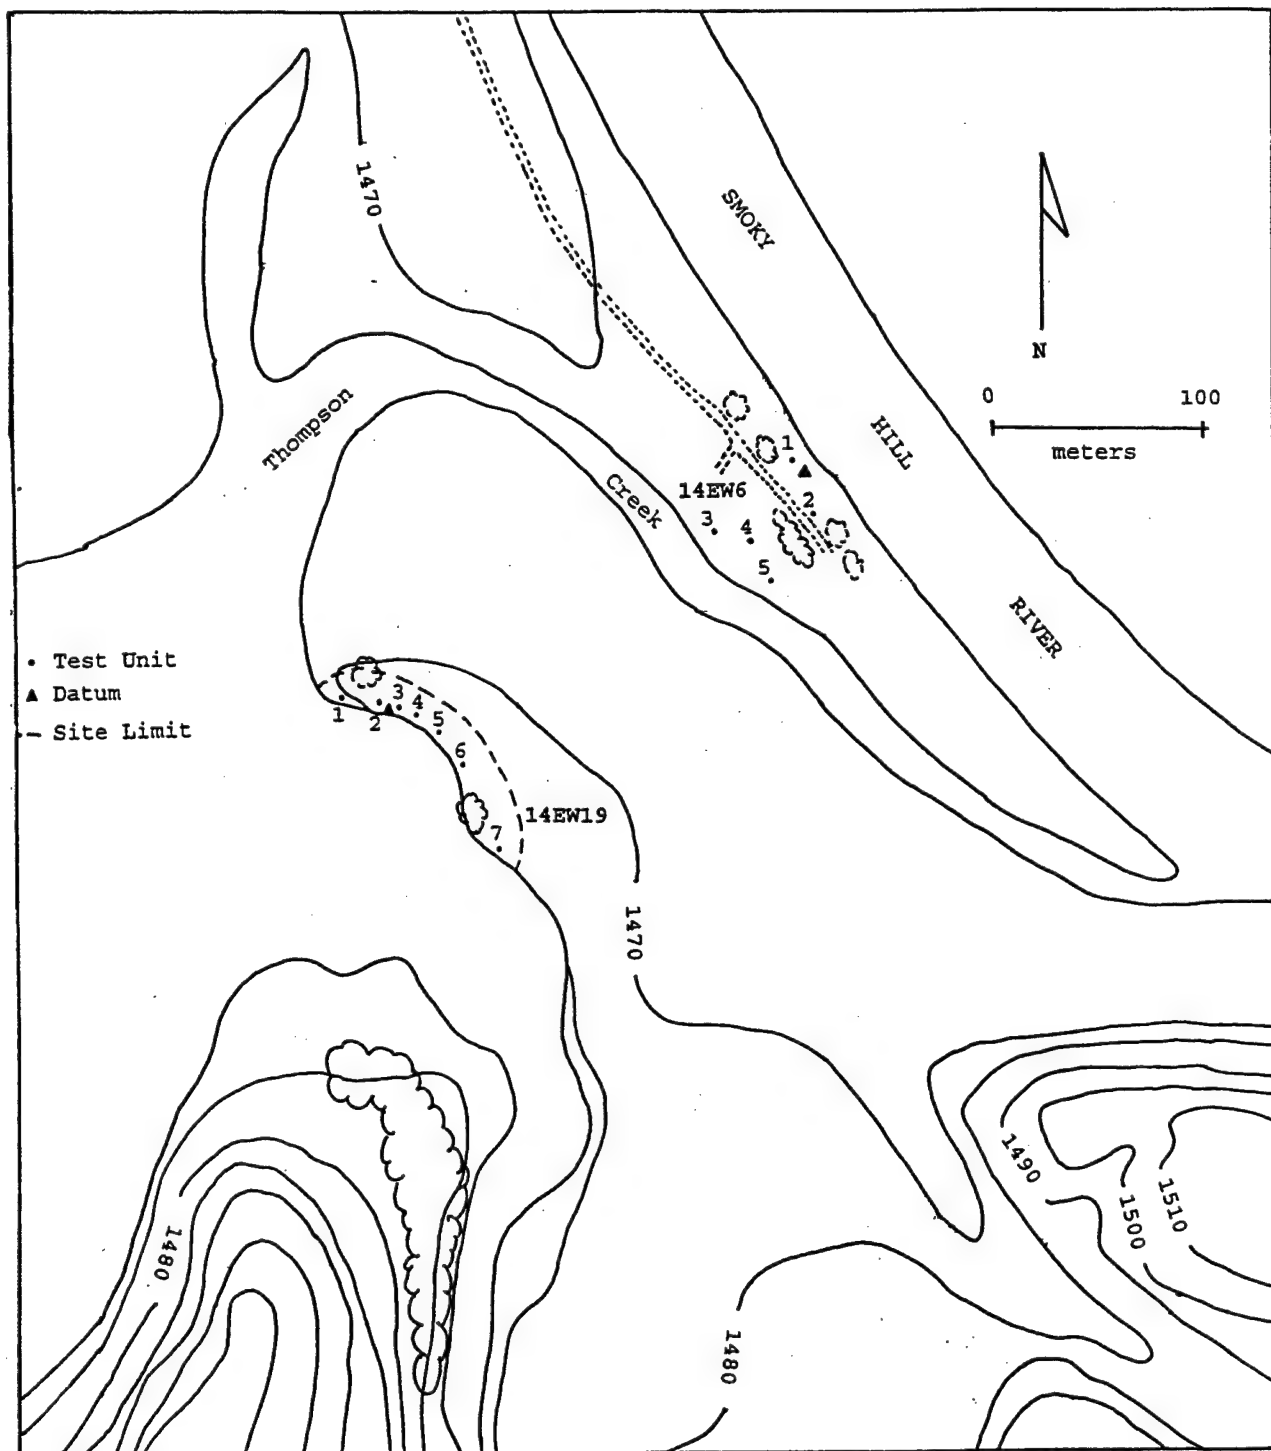 1470
SMOKY
N
0 100
meters
Thompson
HILL
1
14EW6
2
Creek
3
4
5
RIVER
• Test Unit
▲ Datum
– Site Limit
1
2
3
4
5
6
7
14EW19
1470
1490
1500
1510
1480
1480